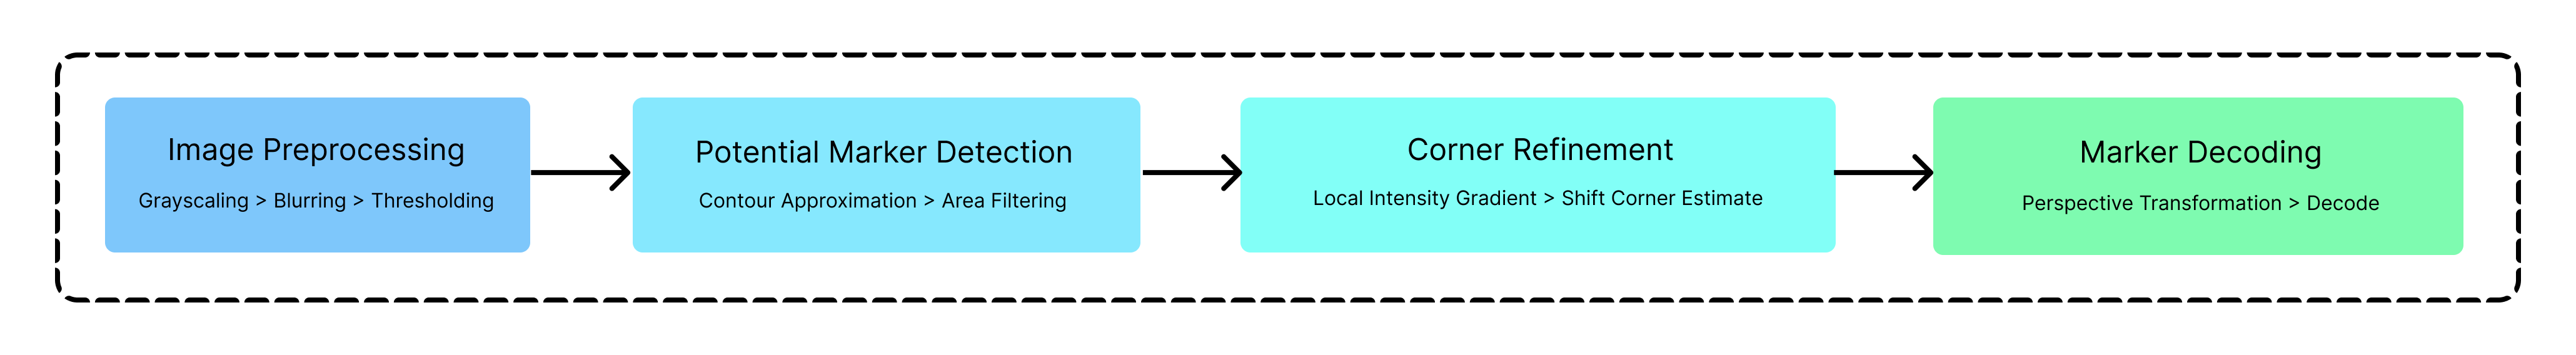 Image Preprocessing
Grayscaling > Blurring > Thresholding
Potential Marker Detection
Contour Approximation > Area Filtering
Corner Refinement
Local Intensity Gradient > Shift Corner Estimate
Marker Decoding
Perspective Transformation > Decode